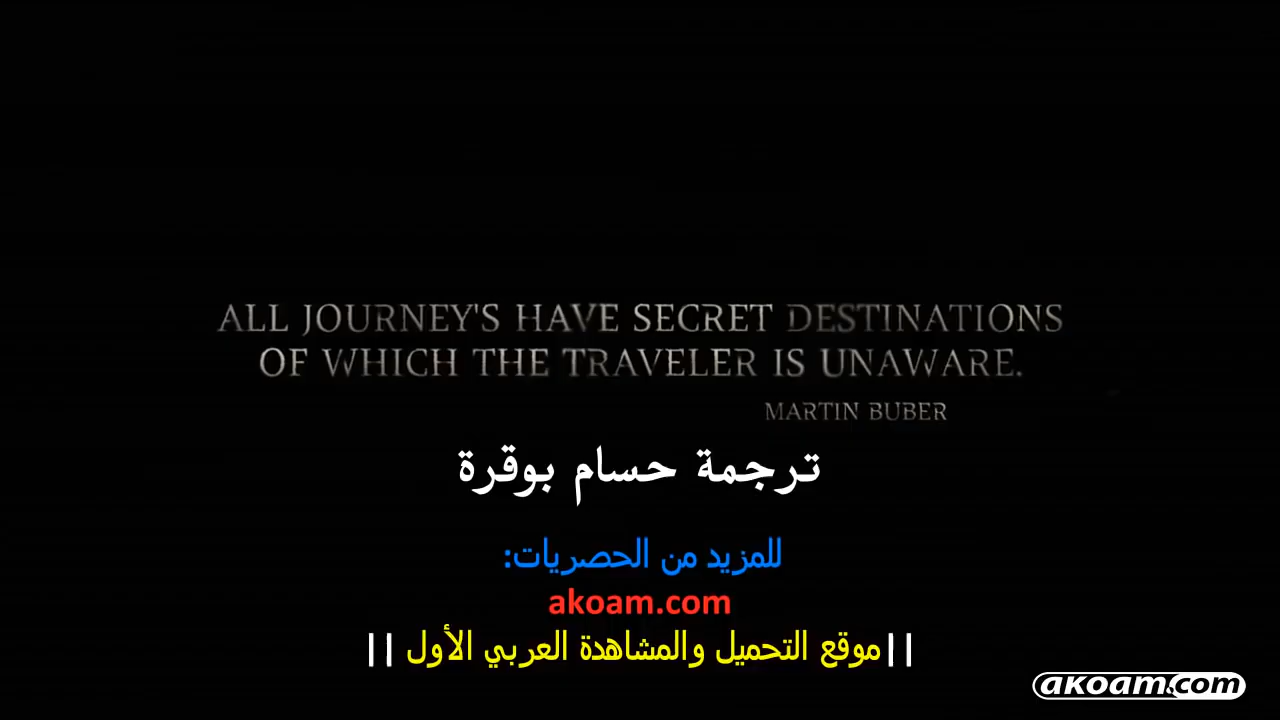 ALL JOURNEY'S HAVE SECRET DESTINATIONS
OF WHICH THE TRAVELER IS UNAWARE.
MARTIN BUBER
ترجمة حسام بوقرة
للمزيد من الحصريات:
akoam.com
||موقع التحميل والمشاهدة العربي الأول ||
akoam.com